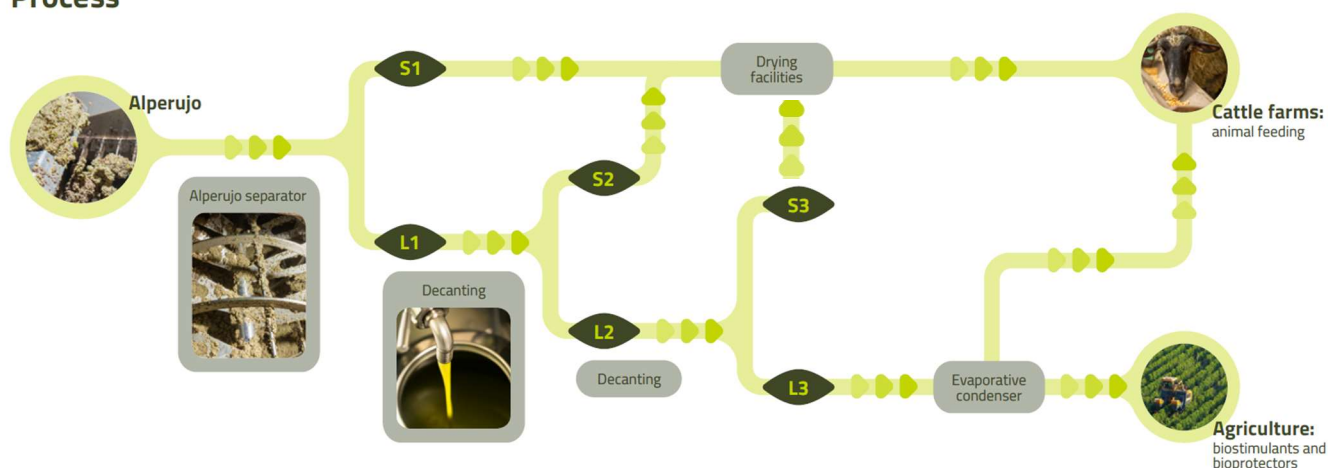 Process
S1
Drying
facilities
Alperujo
Cattle farms:
animal feeding
Alperujo separator
S2
S3
L1
Decanting
L2
Decanting
L3
Evaporative
condenser
Agriculture:
biostimulants and
bioprotectors